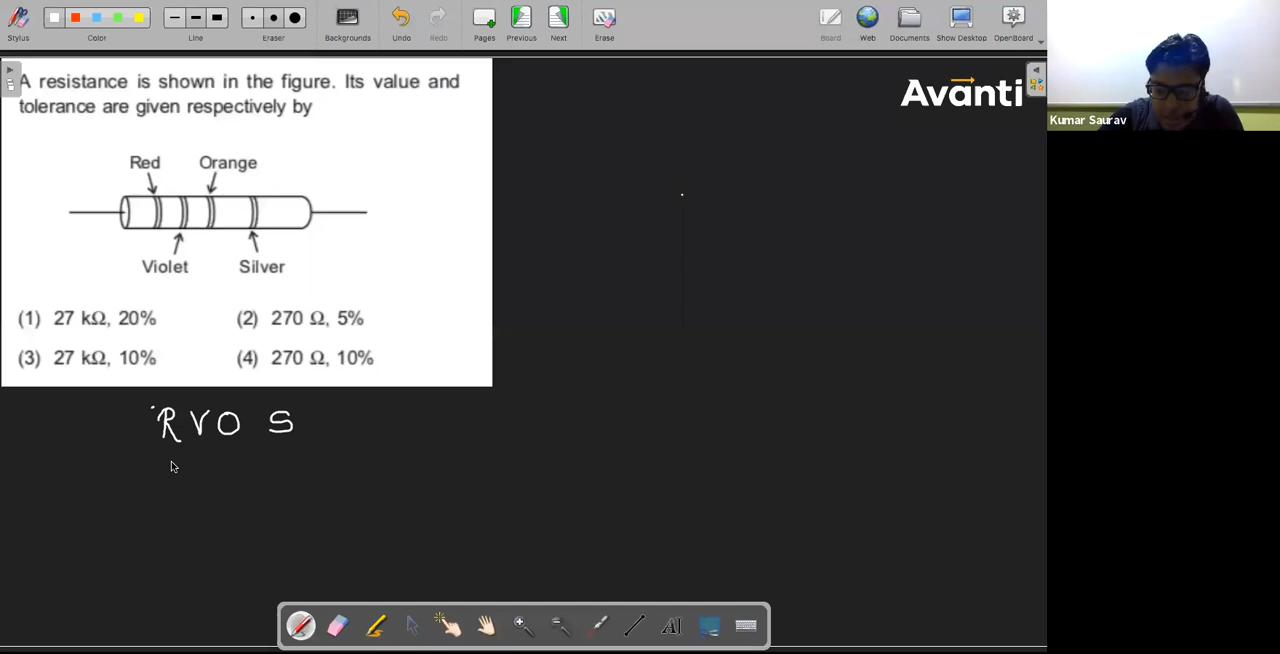 Stylus Color Line Eraser Backgrounds Undo Redo Pages Previous Next Erase Board Web Documents Show Desktop OpenBoard
A resistance is shown in the figure. Its value and
tolerance are given respectively by
Avanti
Kumar Saurav
Red Orange
Violet Silver
(1) 27 kΩ, 20% (2) 270 Ω, 5%
(3) 27 kΩ, 10% (4) 270 Ω, 10%
R V O S